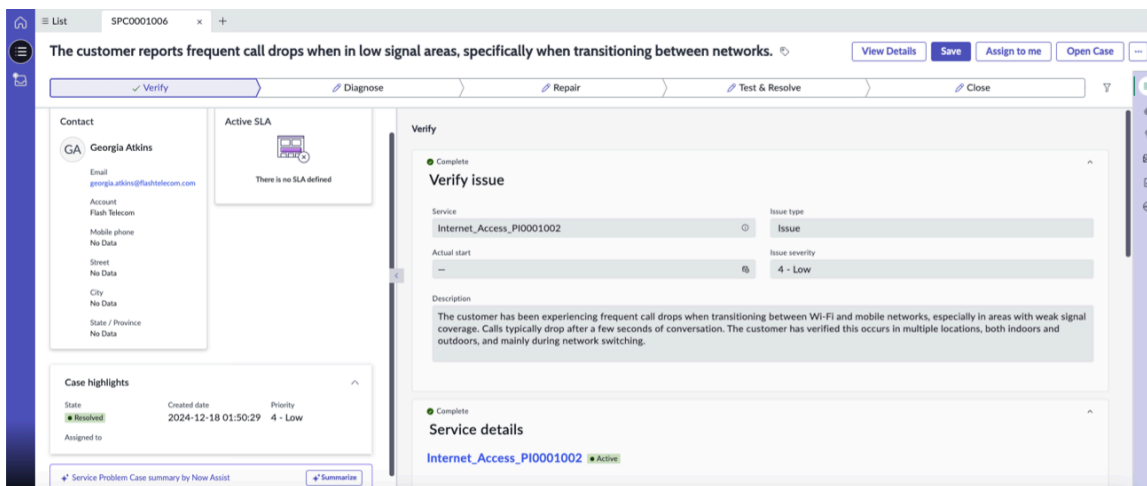 List
SPC0001006
The customer reports frequent call drops when in low signal areas, specifically when transitioning between networks.
View Details
Save
Assign to me
Open Case
Verify
Diagnose
Repair
Test & Resolve
Close
Contact
GA
Georgia Atkins
Email
georgia.atkins@flashtelecom.com
Account
Flash Telecom
Mobile phone
No Data
Street
No Data
City
No Data
State / Province
No Data
Active SLA
There is no SLA defined
Case highlights
State
Resolved
Created date
2024-12-18 01:50:29
Priority
4 - Low
Assigned to
Service Problem Case summary by Now Assist
Summarize
Verify
Complete
Verify issue
Service
Internet_Access_PI0001002
Issue type
Issue
Actual start
—
Issue severity
4 - Low
Description
The customer has been experiencing frequent call drops when transitioning between Wi-Fi and mobile networks, especially in areas with weak signal
coverage. Calls typically drop after a few seconds of conversation. The customer has verified this occurs in multiple locations, both indoors and
outdoors, and mainly during network switching.
Complete
Service details
Internet_Access_PI0001002
Active